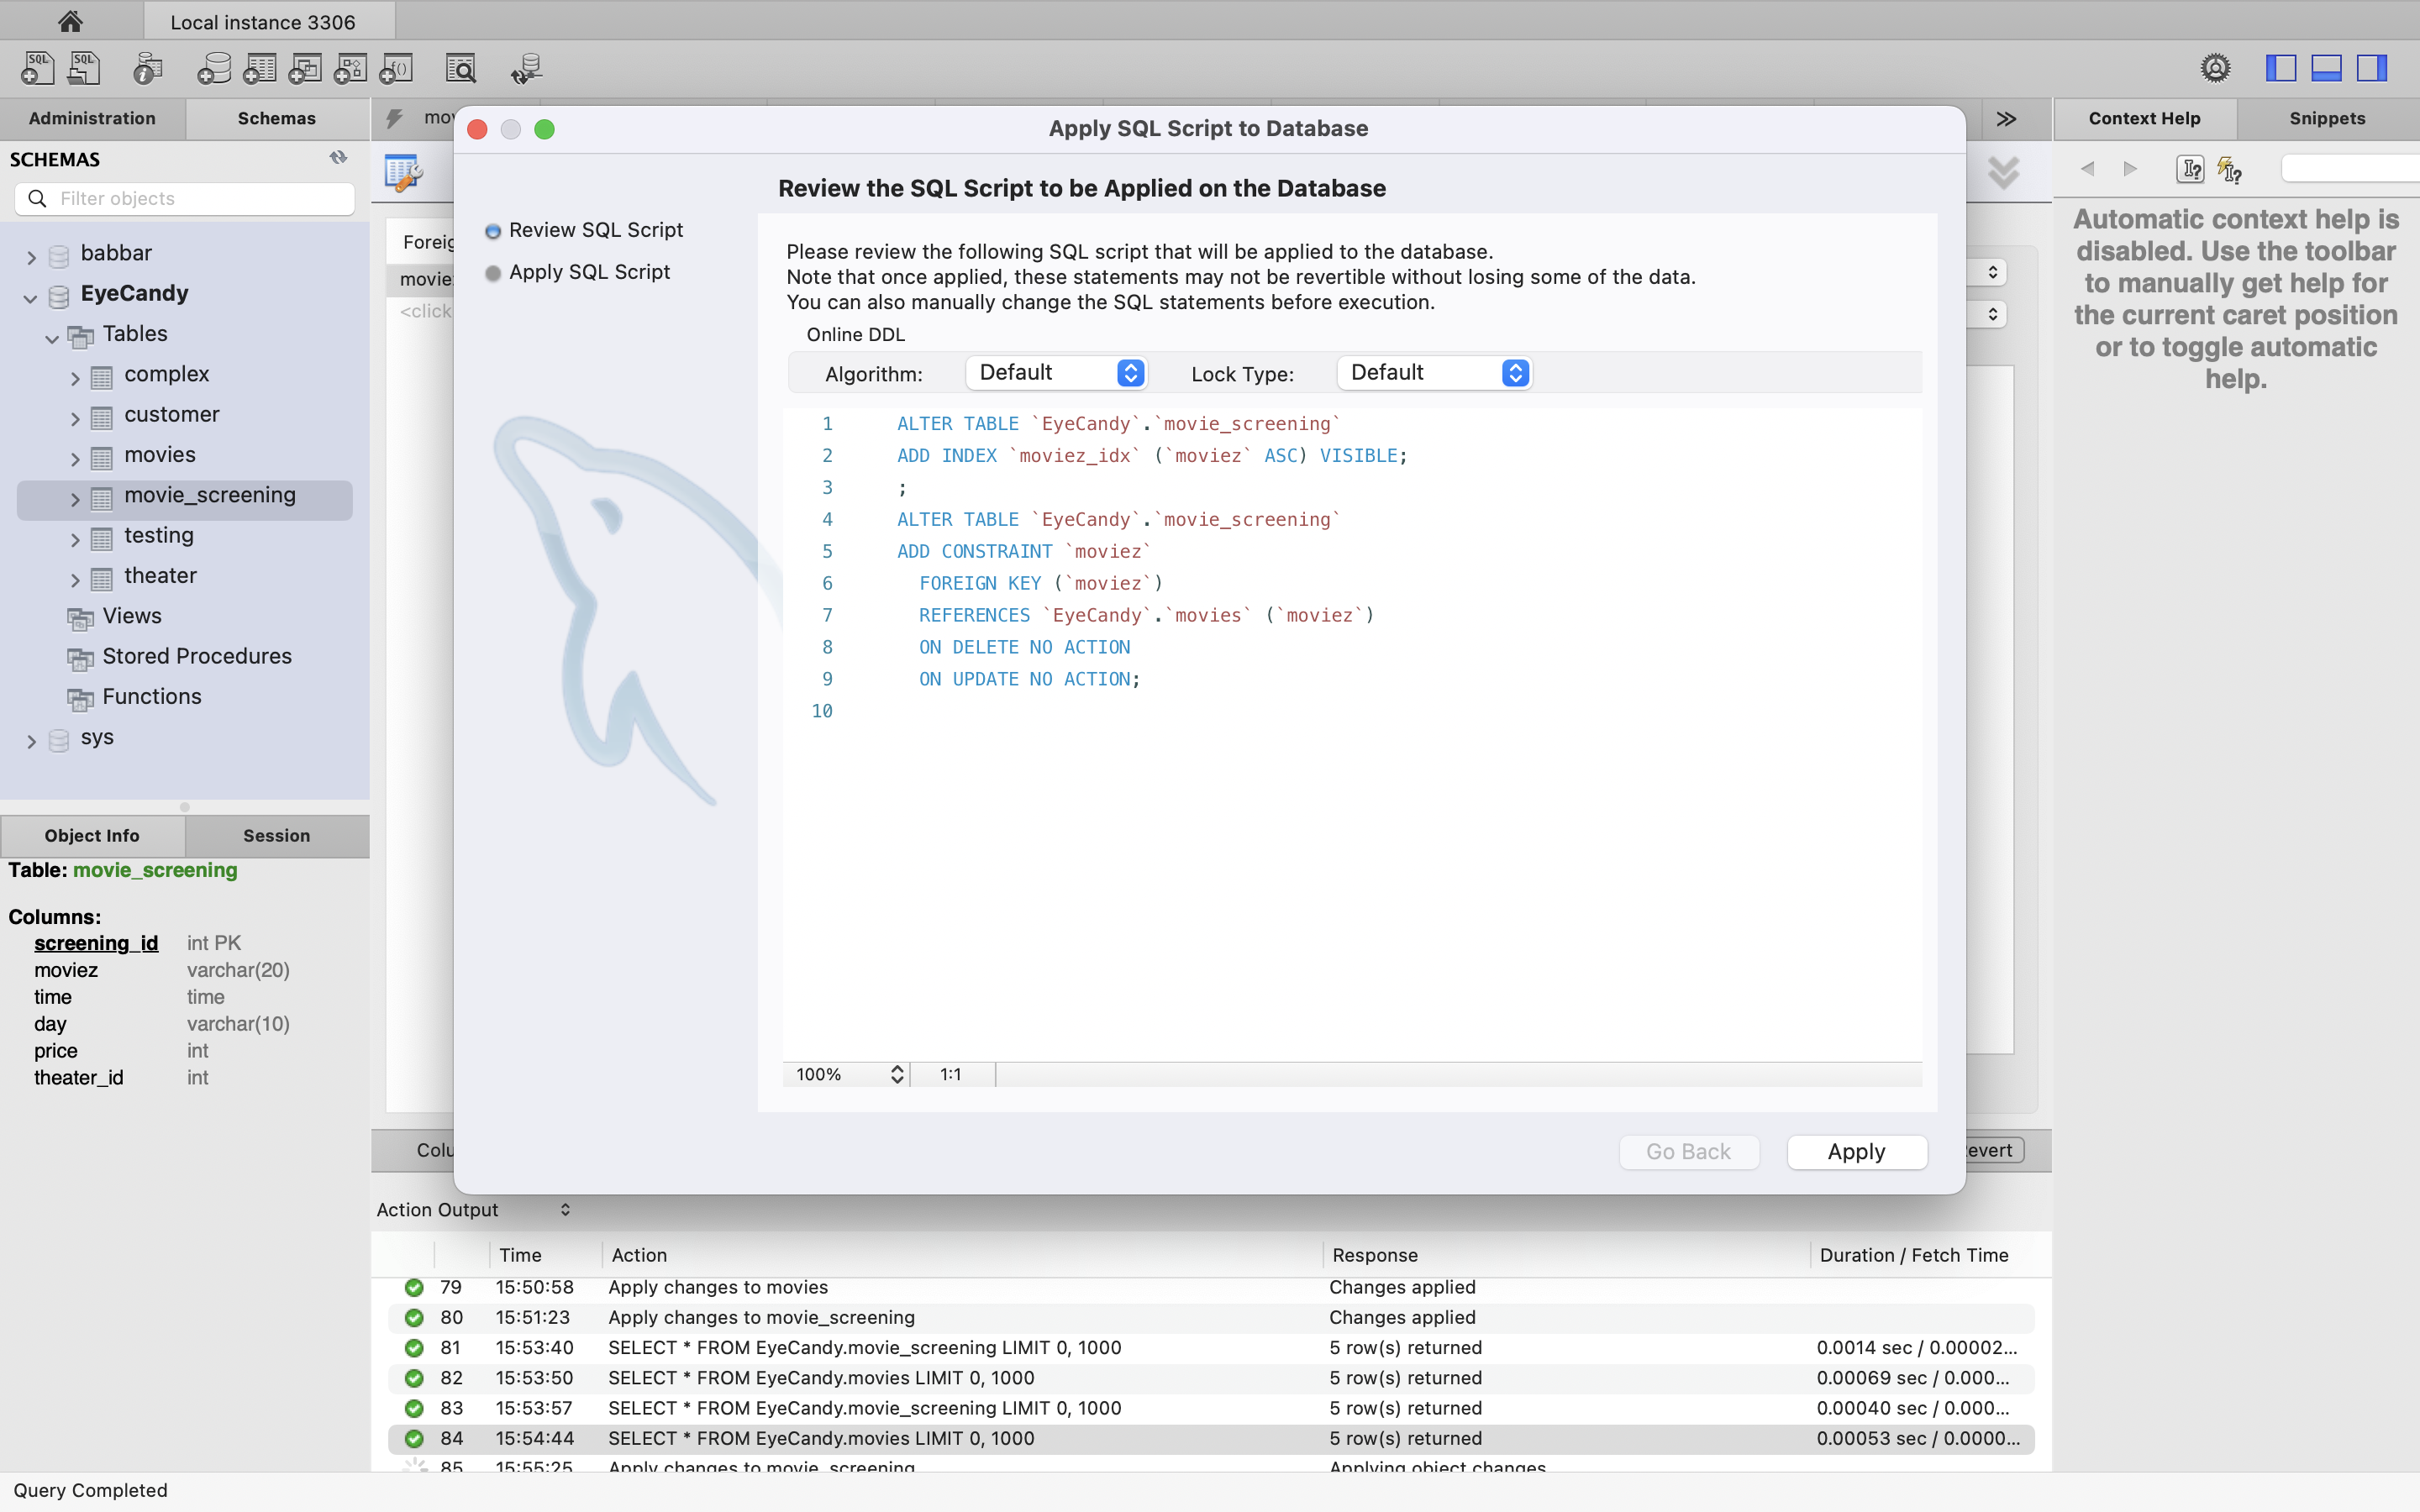 Local instance 3306
Administration
Schemas
SCHEMAS
Filter objects
babbar
EyeCandy
Tables
complex
customer
movies
movie_screening
testing
theater
Views
Stored Procedures
Functions
sys
Object Info
Session
Table: movie_screening
Columns:
screening_id int PK
moviez varchar(20)
time time
day varchar(10)
price int
theater_id int
Apply SQL Script to Database
Review the SQL Script to be Applied on the Database
Review SQL Script
Apply SQL Script
Please review the following SQL script that will be applied to the database.
Note that once applied, these statements may not be revertible without losing some of the data.
You can also manually change the SQL statements before execution.
Online DDL
Algorithm: Default Lock Type: Default
1 ALTER TABLE `EyeCandy`.`movie_screening`
2 ADD INDEX `moviez_idx` (`moviez` ASC) VISIBLE;
3 ;
4 ALTER TABLE `EyeCandy`.`movie_screening`
5 ADD CONSTRAINT `moviez`
6 FOREIGN KEY (`moviez`)
7 REFERENCES `EyeCandy`.`movies` (`moviez`)
8 ON DELETE NO ACTION
9 ON UPDATE NO ACTION;
10
100% 1:1
Go Back Apply
Context Help
Snippets
Automatic context help is
disabled. Use the toolbar
to manually get help for
the current caret position
or to toggle automatic
help.
Action Output
Time Action Response Duration / Fetch Time
79 15:50:58 Apply changes to movies Changes applied
80 15:51:23 Apply changes to movie_screening Changes applied
81 15:53:40 SELECT * FROM EyeCandy.movie_screening LIMIT 0, 1000 5 row(s) returned 0.0014 sec / 0.00002...
82 15:53:50 SELECT * FROM EyeCandy.movies LIMIT 0, 1000 5 row(s) returned 0.00069 sec / 0.000...
83 15:53:57 SELECT * FROM EyeCandy.movie_screening LIMIT 0, 1000 5 row(s) returned 0.00040 sec / 0.000...
84 15:54:44 SELECT * FROM EyeCandy.movies LIMIT 0, 1000 5 row(s) returned 0.00053 sec / 0.0000...
85 15:55:25 Apply changes to movie_screening Applying object changes
Query Completed